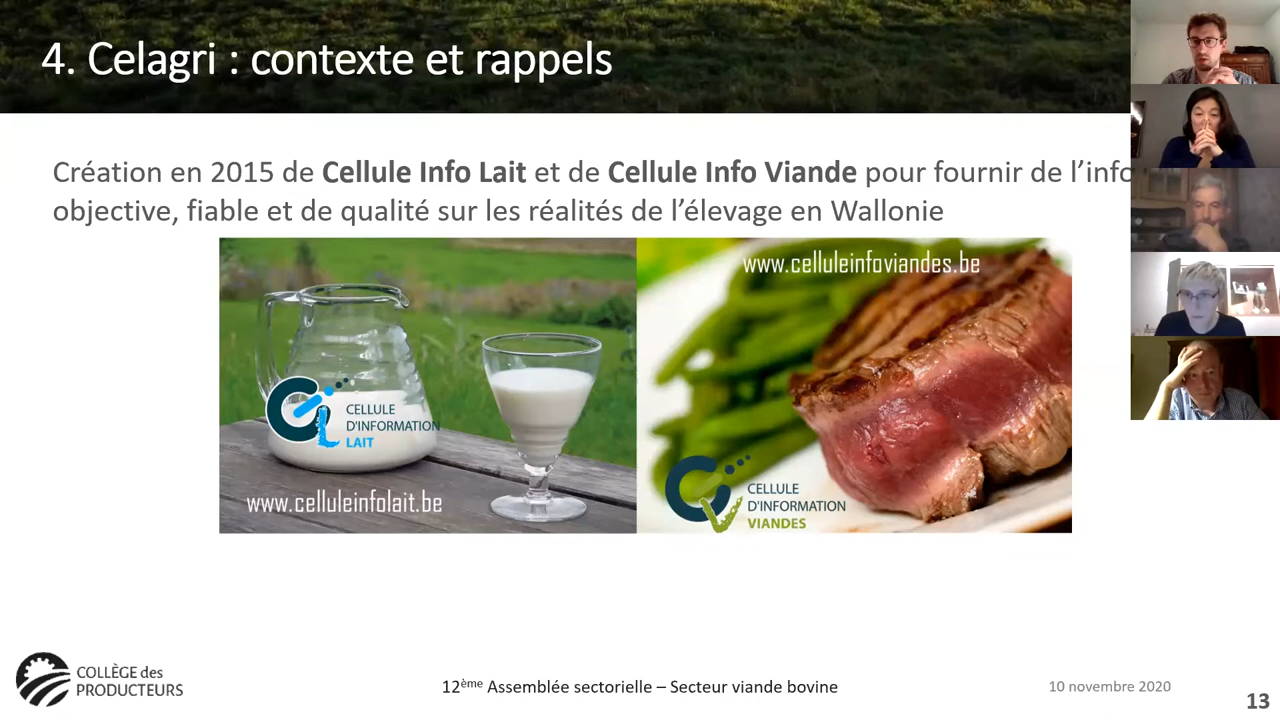 4. Celagri : contexte et rappels
Création en 2015 de Cellule Info Lait et de Cellule Info Viande pour fournir de l’info
objective, fiable et de qualité sur les réalités de l’élevage en Wallonie
www.celluleinfoviandes.be
CELLULE
D'INFORMATION
LAIT
www.celluleinfolait.be
CELLULE
D'INFORMATION
VIANDES
COLLÈGE des
PRODUCTEURS
12ème Assemblée sectorielle – Secteur viande bovine
10 novembre 2020
13